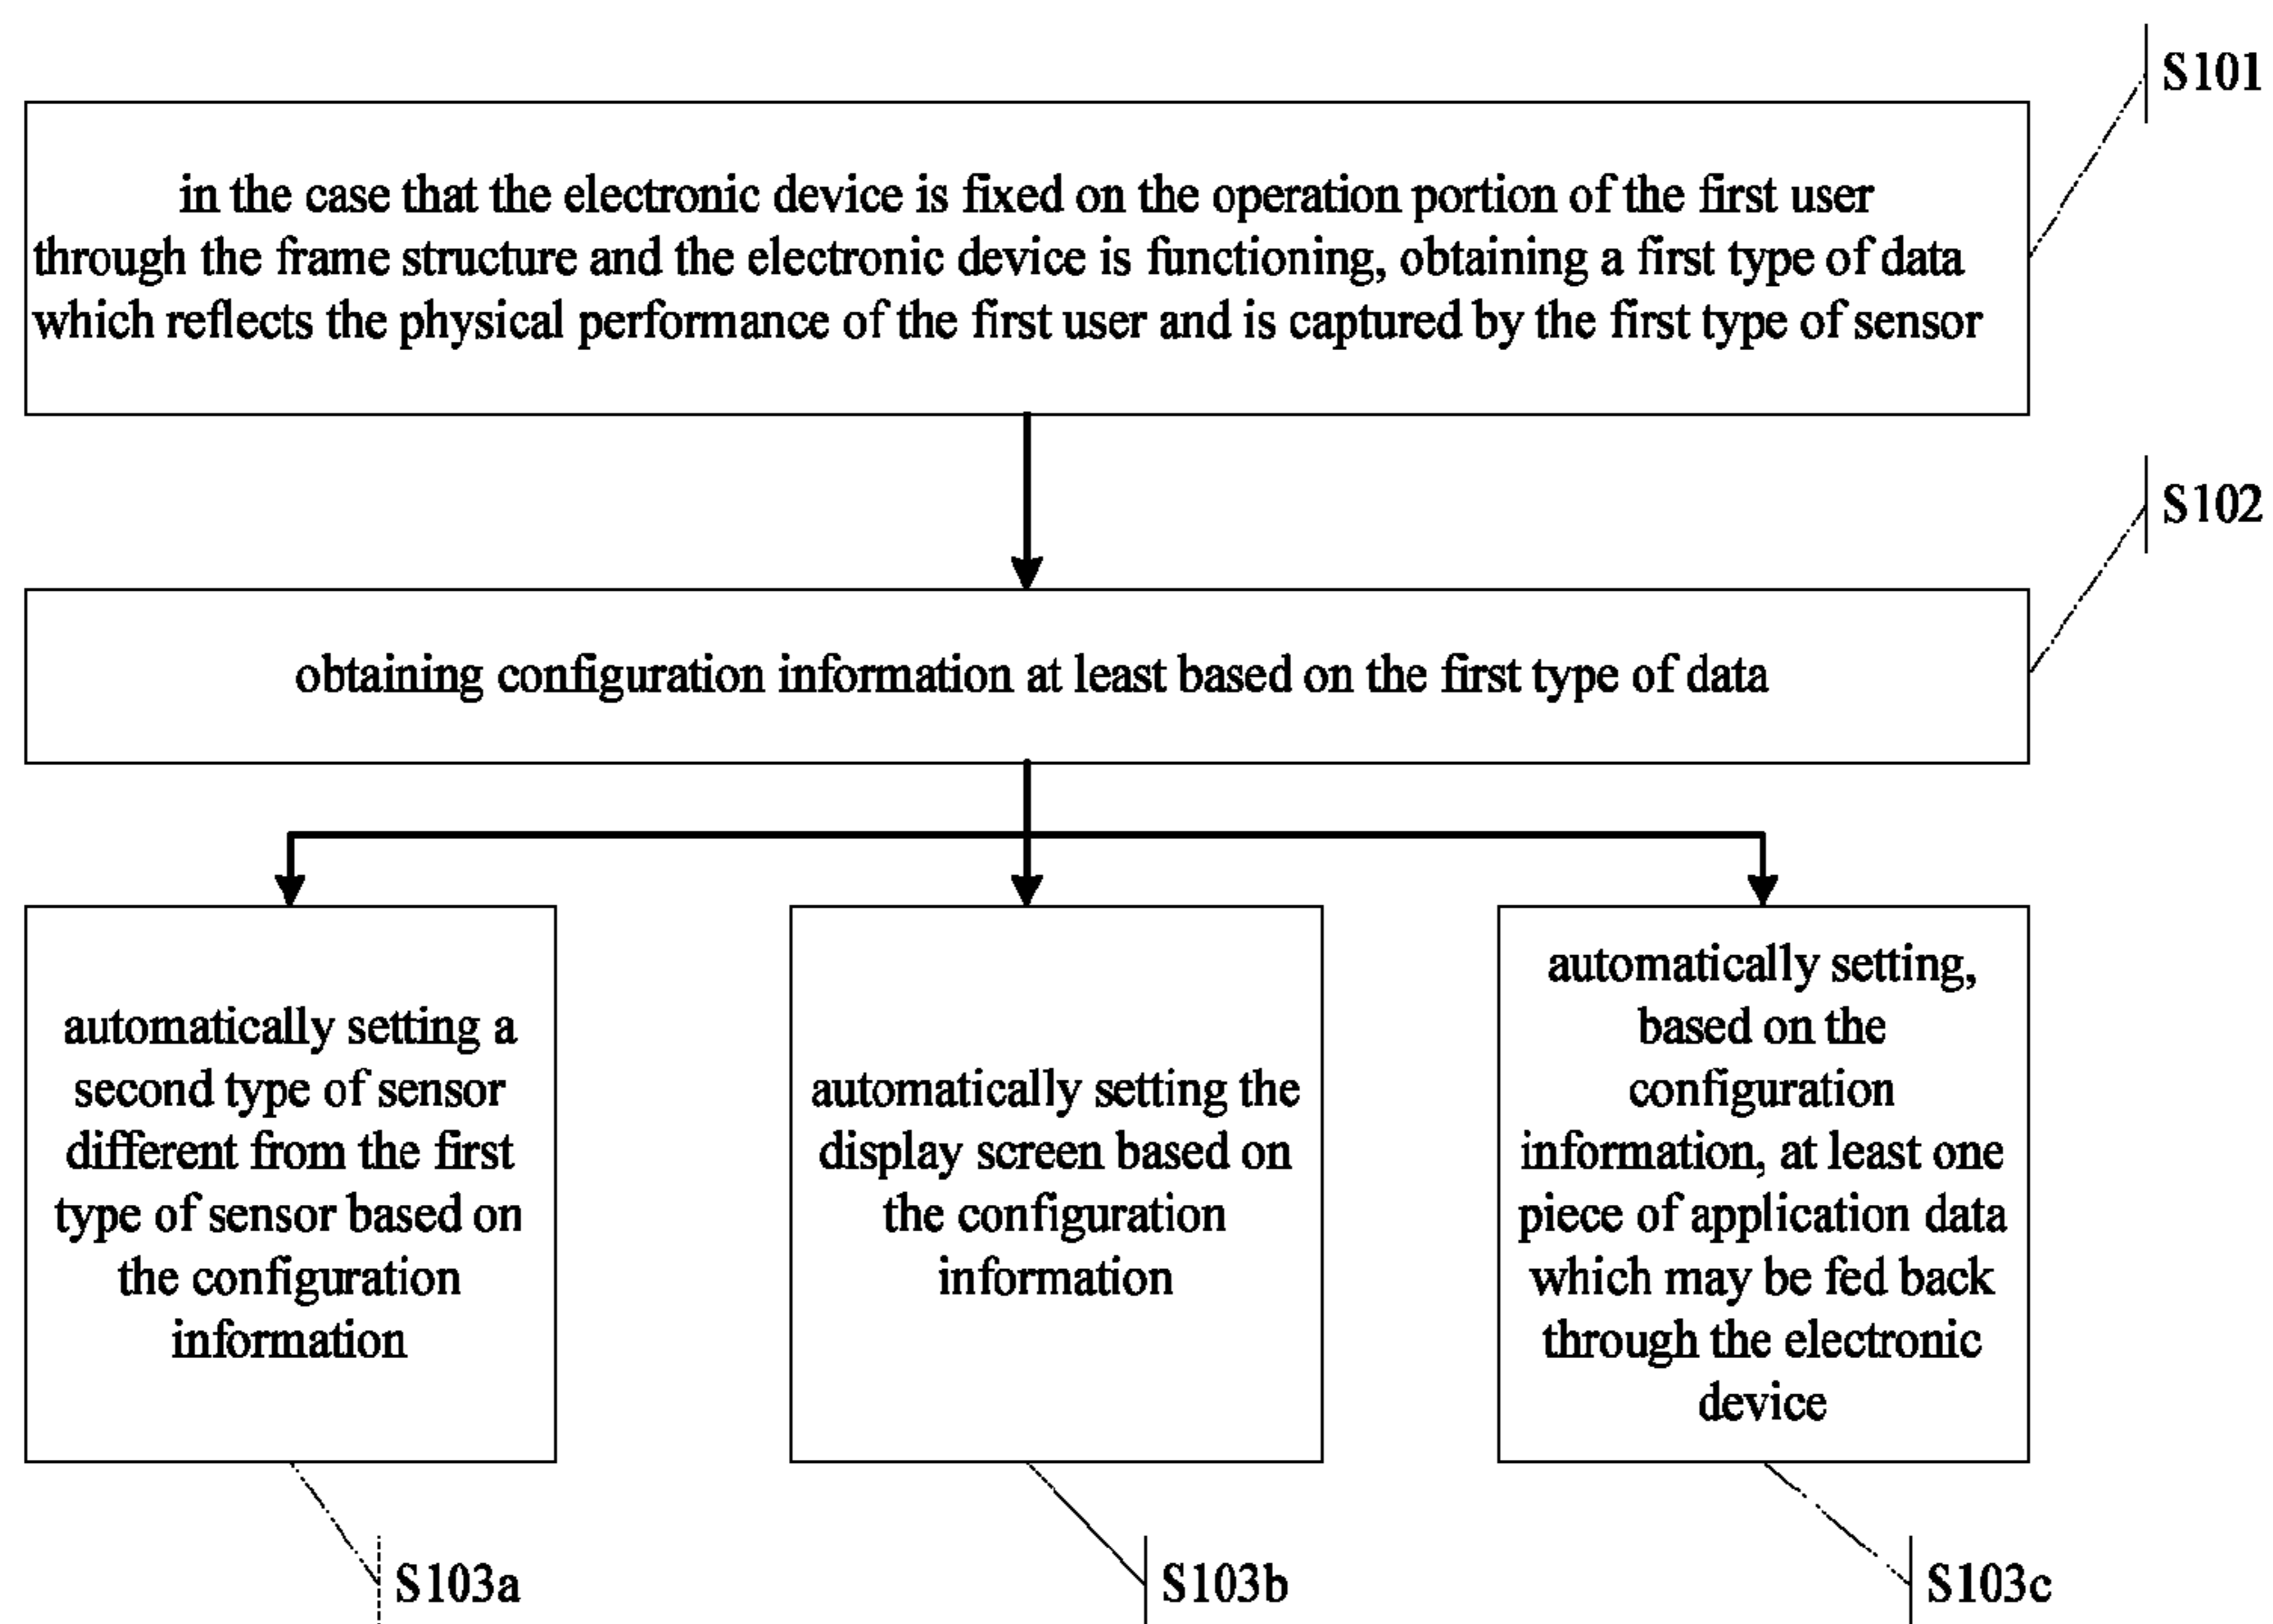 S101
in the case that the electronic device is fixed on the operation portion of the first user
through the frame structure and the electronic device is functioning, obtaining a first type of data
which reflects the physical performance of the first user and is captured by the first type of sensor
S102
obtaining configuration information at least based on the first type of data
automatically setting a
second type of sensor
different from the first
type of sensor based on
the configuration
information
automatically setting the
display screen based on
the configuration
information
automatically setting,
based on the
configuration
information, at least one
piece of application data
which may be fed back
through the electronic
device
S103a
S103b
S103c